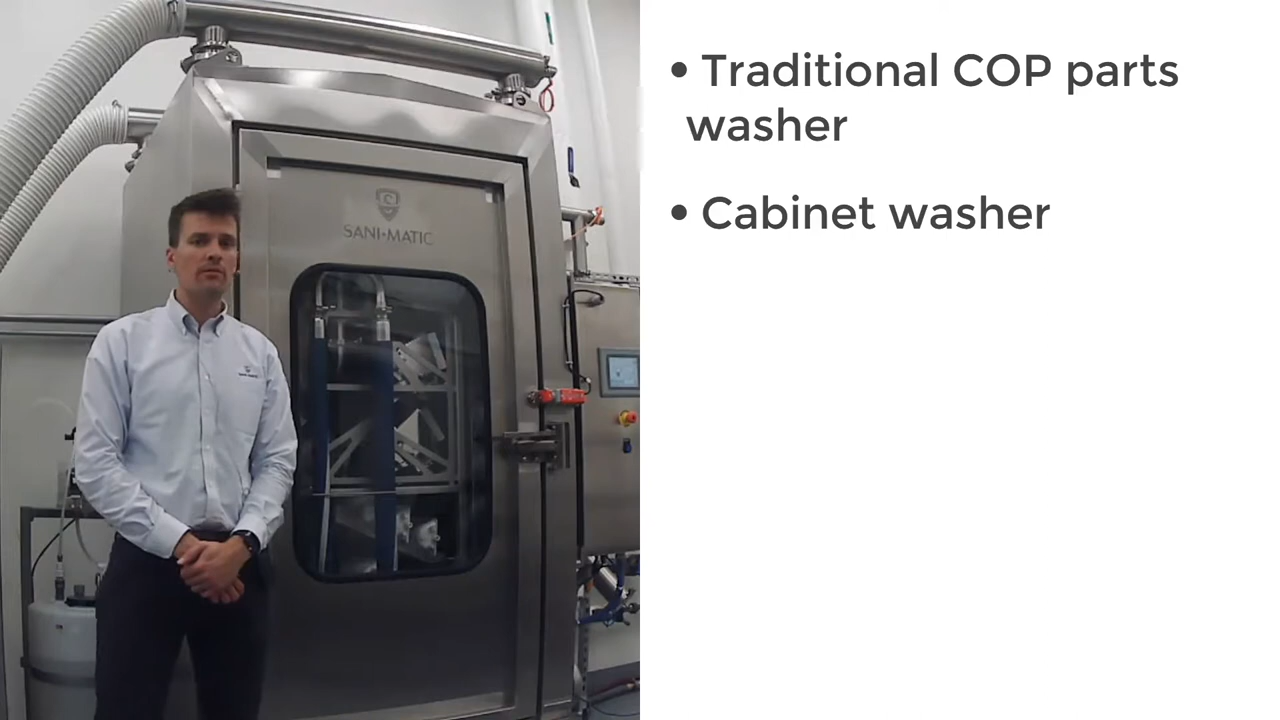 • Traditional COP parts
washer
• Cabinet washer
SANI-MATIC